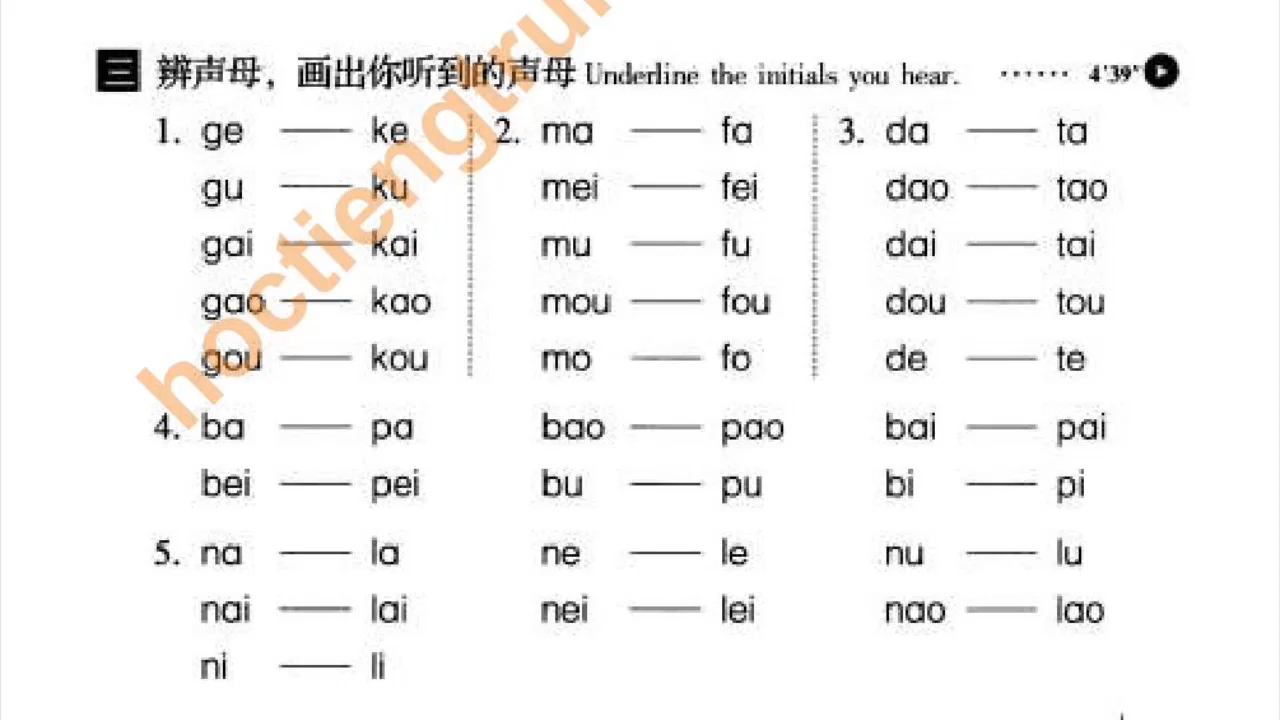 三 辨声母，画出你听到的声母 Underline the initials you hear. ...... 4'39"
1. ge —— ke 2. ma —— fa 3. da —— ta
gu —— ku mei —— fei dao —— tao
gai —— kai mu —— fu dai —— tai
gao —— kao mou —— fou dou —— tou
gou —— kou mo —— fo de —— te
4. ba —— pa bao —— pao bai —— pai
bei —— pei bu —— pu bi —— pi
5. na —— la ne —— le nu —— lu
nai —— lai nei —— lei nao —— lao
ni —— li
hoctiengtrun